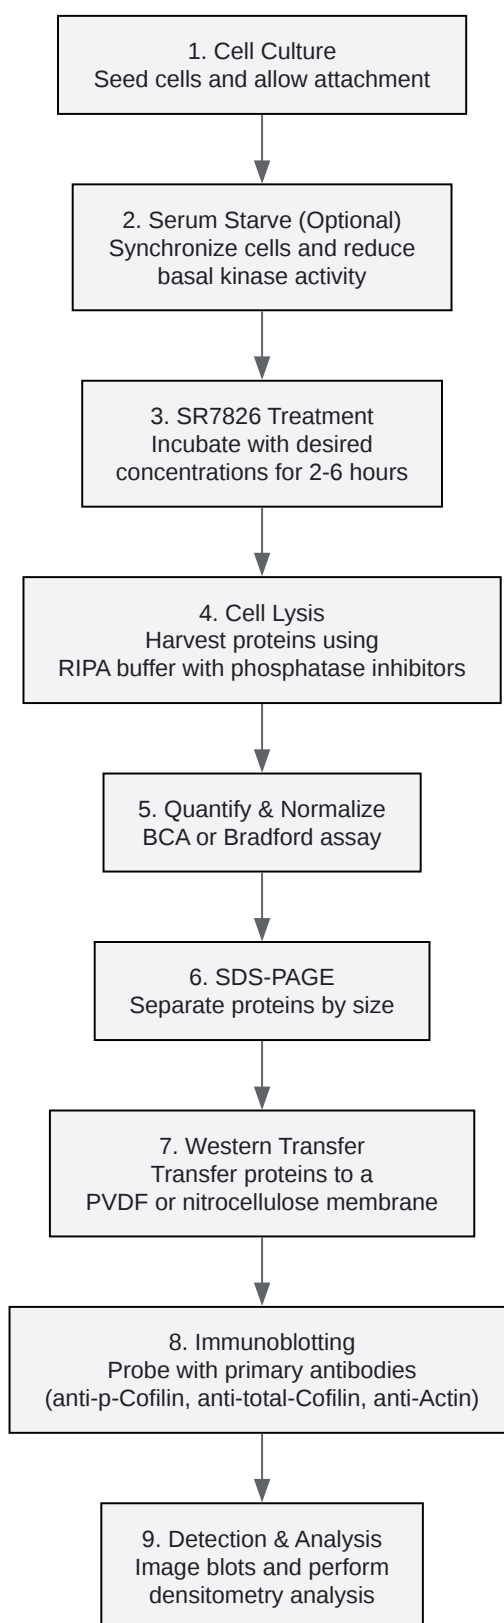 1. Cell Culture
Seed cells and allow attachment
2. Serum Starve (Optional)
Synchronize cells and reduce
basal kinase activity
3. SR7826 Treatment
Incubate with desired
concentrations for 2-6 hours
4. Cell Lysis
Harvest proteins using
RIPA buffer with phosphatase inhibitors
5. Quantify & Normalize
BCA or Bradford assay
6. SDS-PAGE
Separate proteins by size
7. Western Transfer
Transfer proteins to a
PVDF or nitrocellulose membrane
8. Immunoblotting
Probe with primary antibodies
(anti-p-Cofilin, anti-total-Cofilin, anti-Actin)
9. Detection & Analysis
Image blots and perform
densitometry analysis